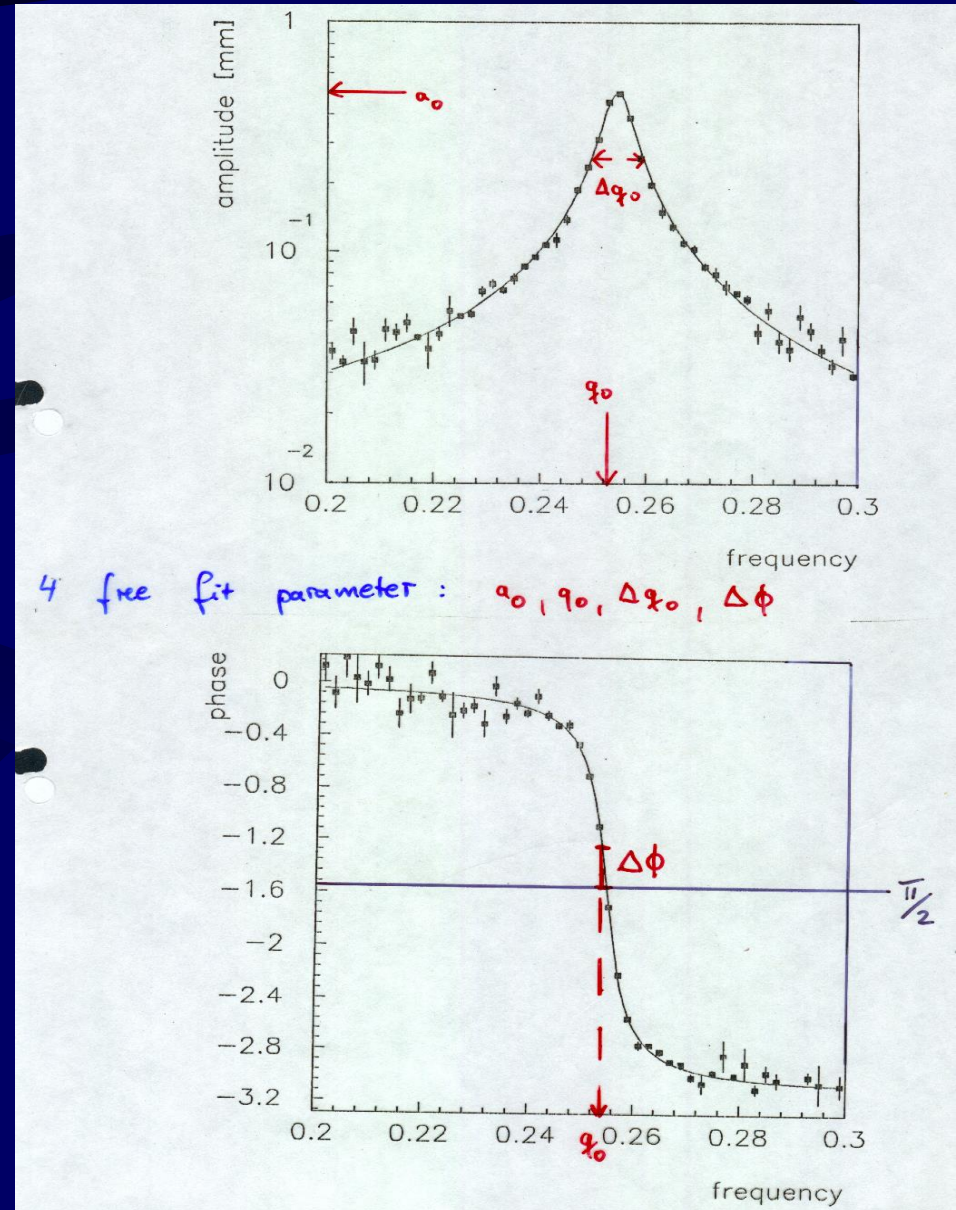 1
amplitude [mm]
a₀
Δq₀
10⁻¹
q₀
10⁻²
0.2 0.22 0.24 0.26 0.28 0.3
frequency
4 free fit parameter : a₀, q₀, Δq₀, Δϕ
phase
0
−0.4
−0.8
−1.2
Δϕ
−1.6
π/2
−2
−2.4
−2.8
−3.2
0.2 0.22 0.24 0.26 0.28 0.3
q₀
frequency